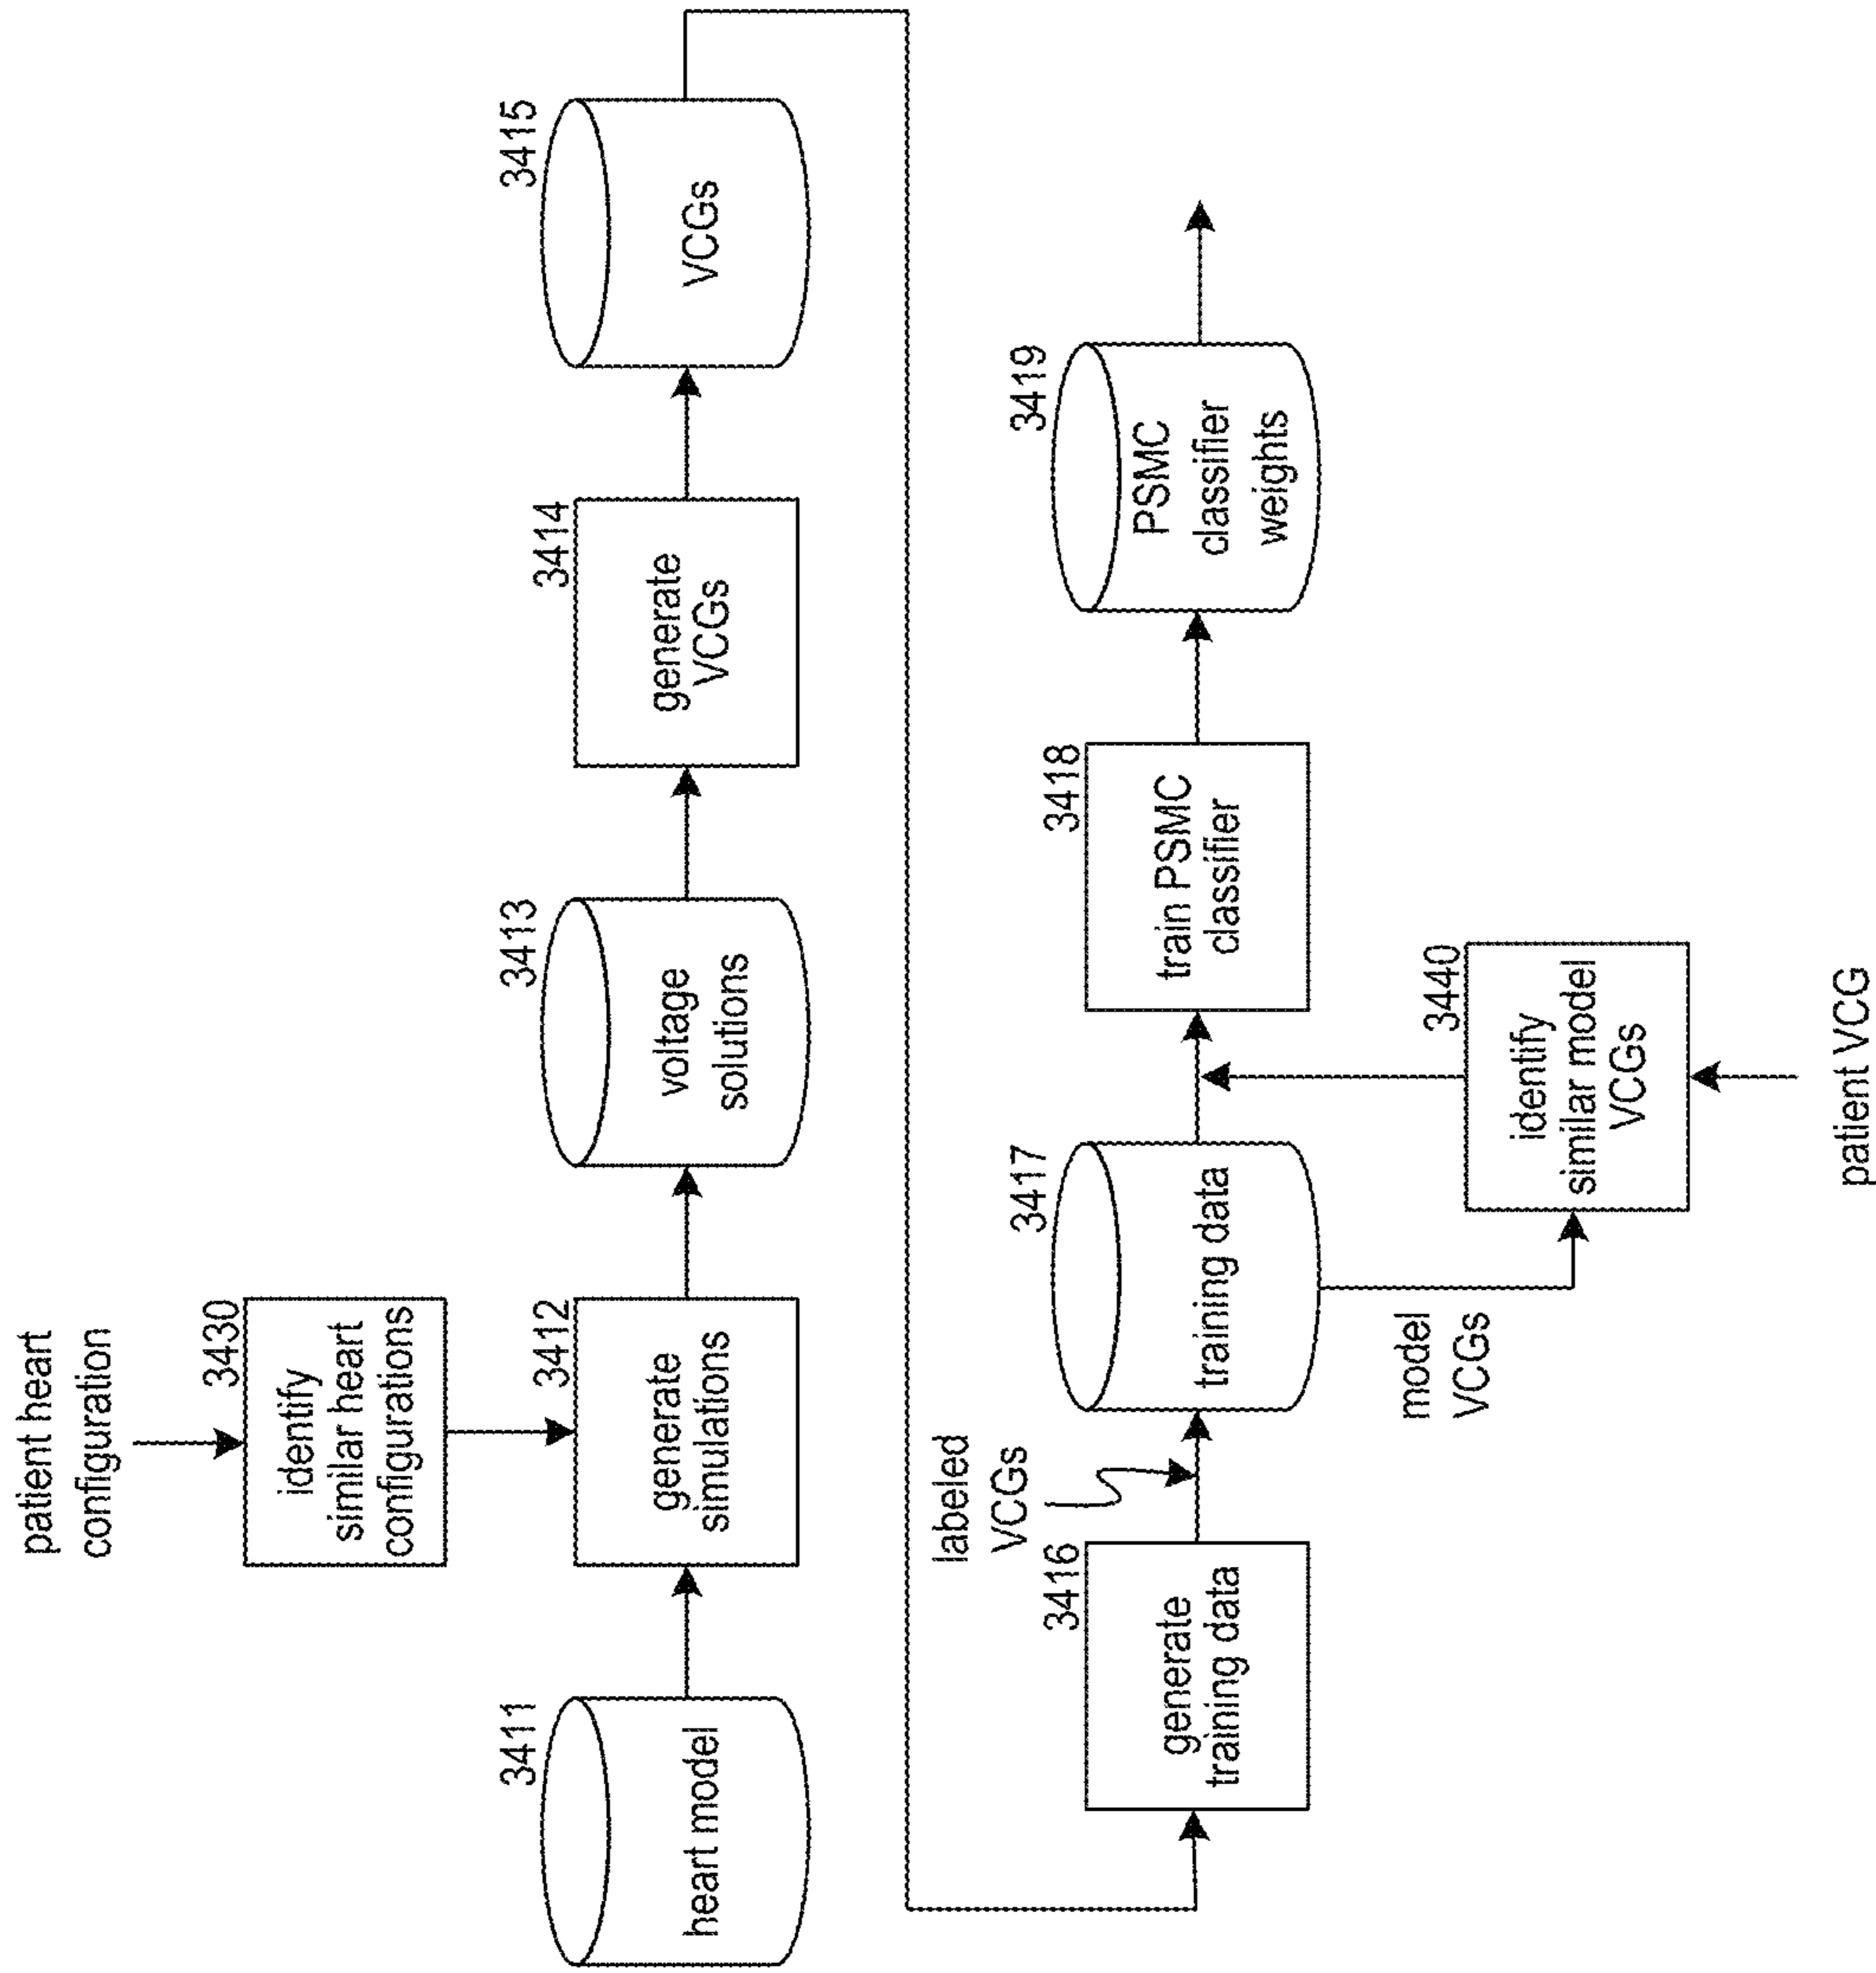 patient heart
configuration
3430
identify
similar heart
configurations
3411
heart model
3412
generate
simulations
3413
voltage
solutions
3414
generate
VCGs
3415
VCGs
3416
generate
training data
labeled
VCGs
3417
training data
model
VCGs
3418
train PSMC
classifier
3419
PSMC
classifier
weights
3440
identify
similar model
VCGs
patient VCG